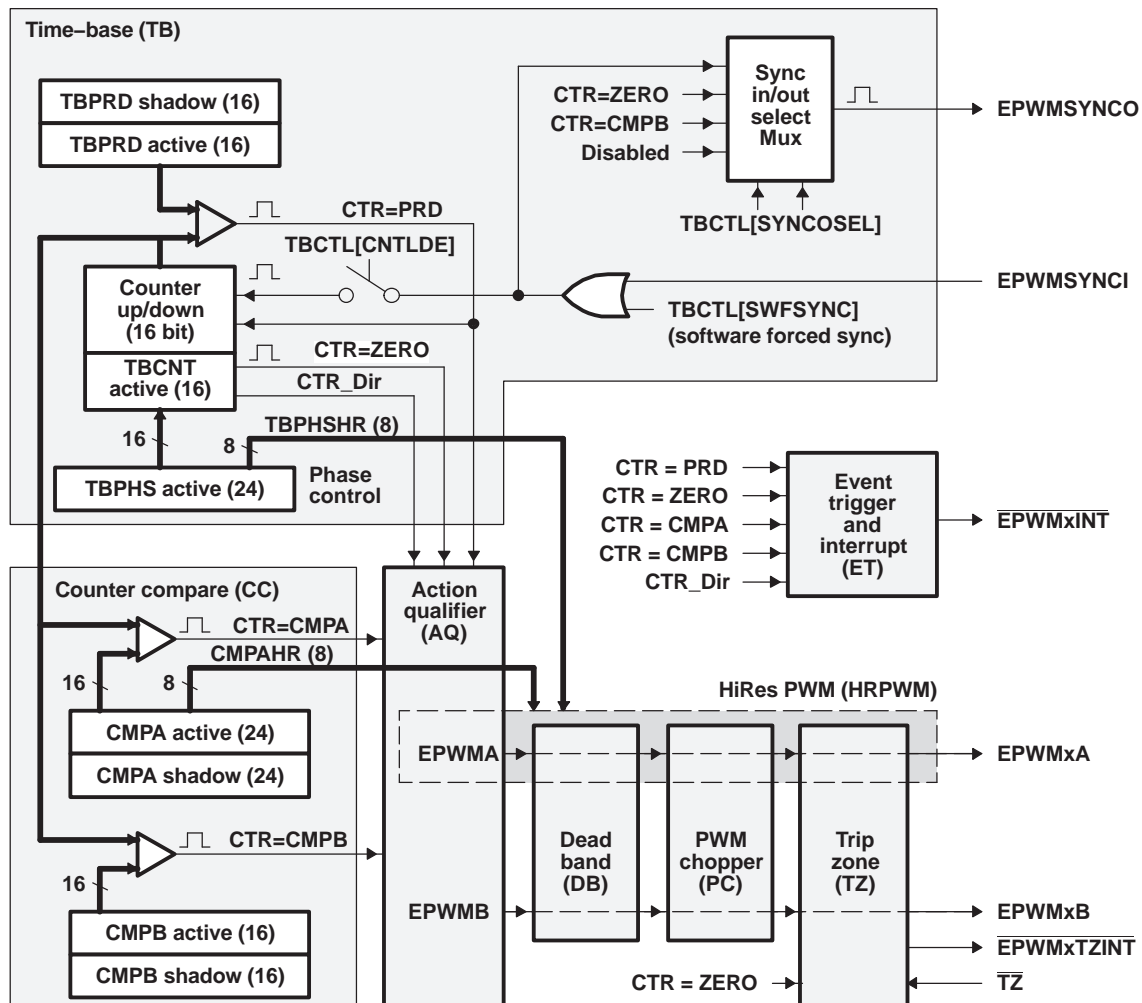 Time–base (TB)
TBPRD shadow (16)
TBPRD active (16)
CTR=PRD
TBCTL[CNTLDE]
Counter
up/down
(16 bit)
TBCNT
active (16)
CTR=ZERO
CTR_Dir
16
8
TBPHSHR (8)
TBPHS active (24)
Phase
control
CTR=ZERO
CTR=CMPB
Disabled
Sync
in/out
select
Mux
TBCTL[SYNCOSEL]
EPWMSYNCO
EPWMSYNCI
TBCTL[SWFSYNC]
(software forced sync)
CTR = PRD
CTR = ZERO
CTR = CMPA
CTR = CMPB
CTR_Dir
Event
trigger
and
interrupt
(ET)
EPWMxINT
Counter compare (CC)
CTR=CMPA
CMPAHR (8)
16
8
CMPA active (24)
CMPA shadow (24)
CTR=CMPB
16
CMPB active (16)
CMPB shadow (16)
Action
qualifier
(AQ)
EPWMA
EPWMB
HiRes PWM (HRPWM)
Dead
band
(DB)
PWM
chopper
(PC)
Trip
zone
(TZ)
CTR = ZERO
EPWMxA
EPWMxB
EPWMxTZINT
TZ